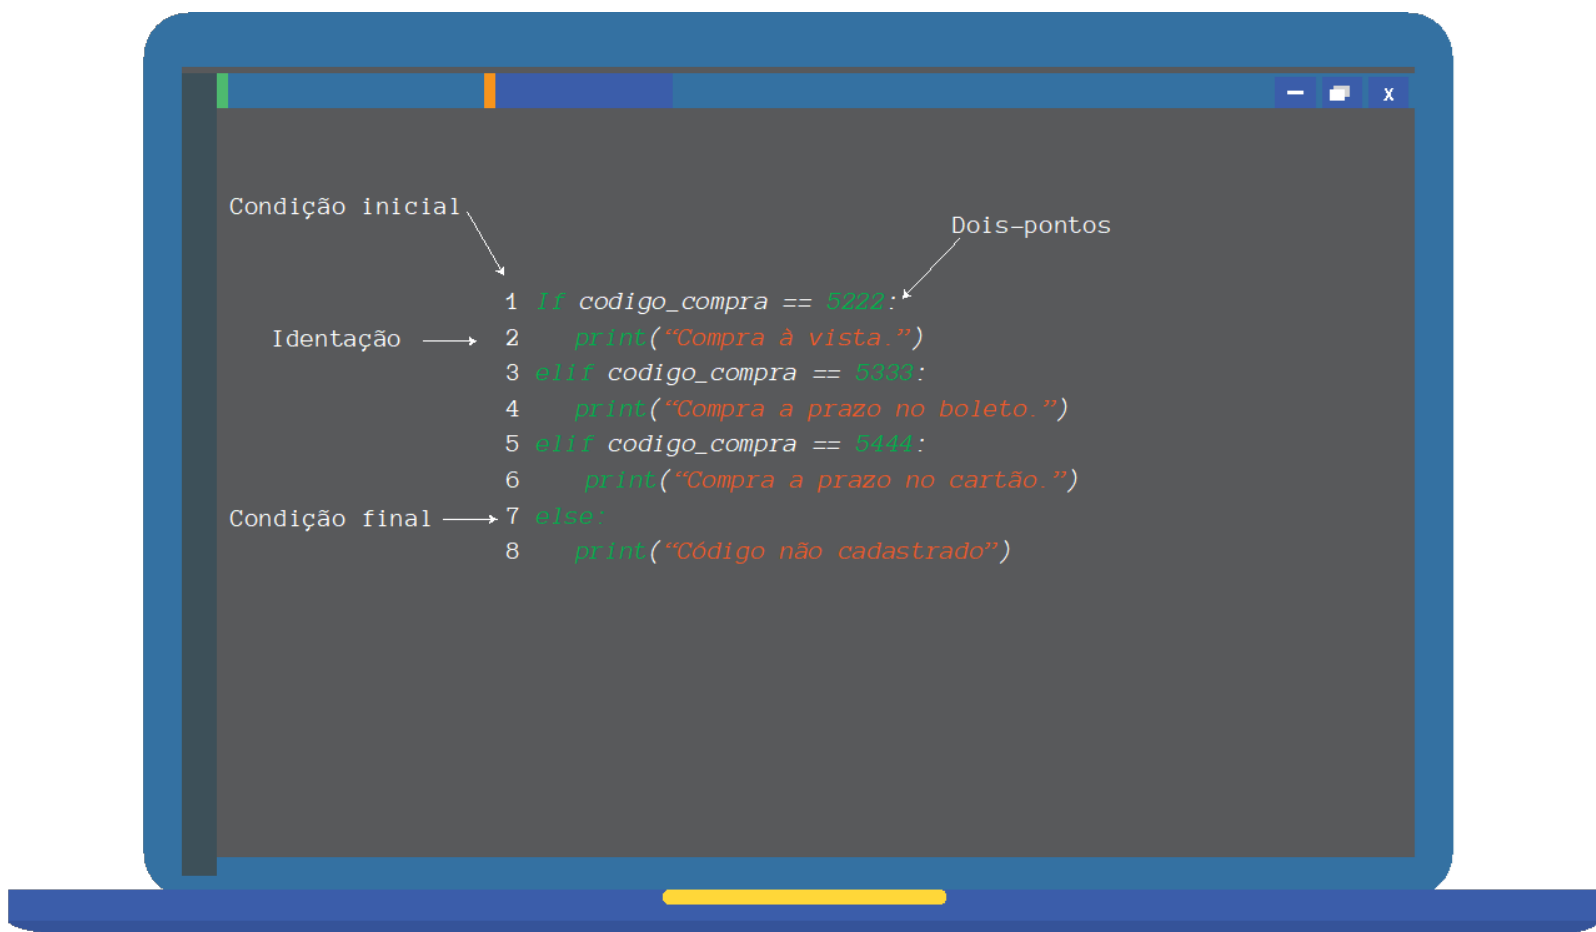 X
Condição inicial
Dois-pontos
1 If codigo_compra == 5222:
Identação 2 print(“Compra à vista.”)
3 elif codigo_compra == 5333:
4 print(“Compra a prazo no boleto.”)
5 elif codigo_compra == 5444:
6 print(“Compra a prazo no cartão.”)
Condição final 7 else:
8 print(“Código não cadastrado”)